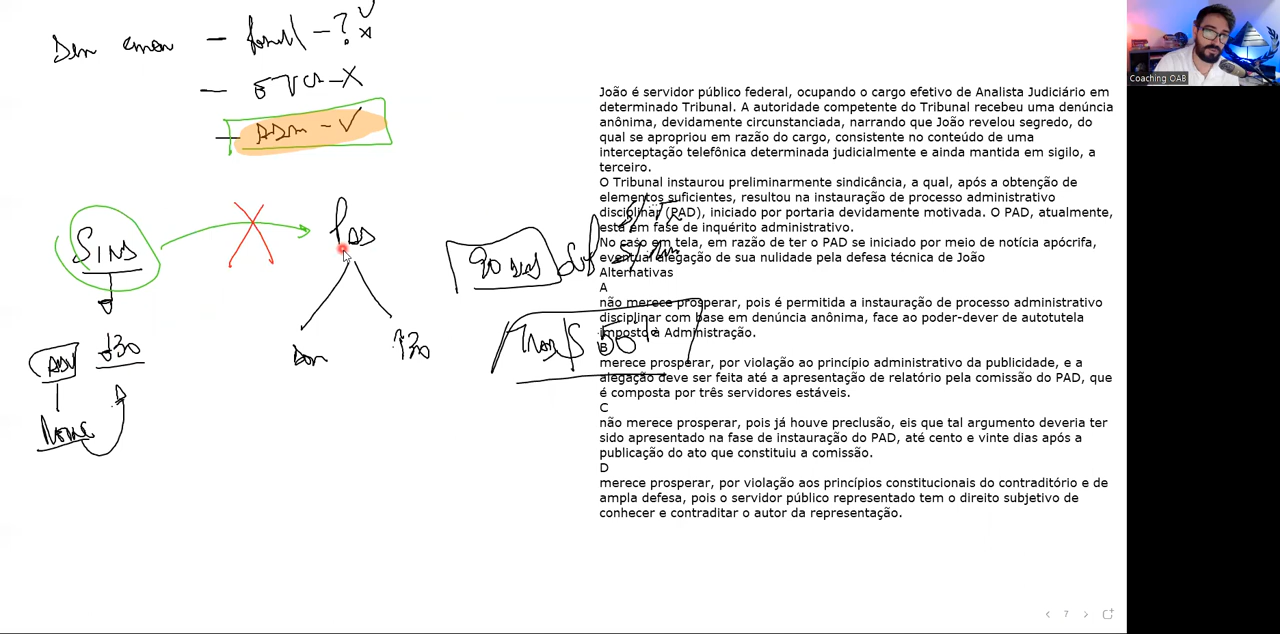 - ? V
x
- X
- V
Coaching OAB
João é servidor público federal, ocupando o cargo efetivo de Analista Judiciário em
determinado Tribunal. A autoridade competente do Tribunal recebeu uma denúncia
anônima, devidamente circunstanciada, narrando que João revelou segredo, do
qual se apropriou em razão do cargo, consistente no conteúdo de uma
interceptação telefônica determinada judicialmente e ainda mantida em sigilo, a
terceiro.
O Tribunal instaurou preliminarmente sindicância, a qual, após a obtenção de
elementos suficientes, resultou na instauração de processo administrativo
disciplinar (PAD), iniciado por portaria devidamente motivada. O PAD, atualmente,
está em fase de inquérito administrativo.
No caso em tela, em razão de ter o PAD se iniciado por meio de notícia apócrifa,
eventual alegação de sua nulidade pela defesa técnica de João
Alternativas
A
não merece prosperar, pois é permitida a instauração de processo administrativo
disciplinar com base em denúncia anônima, face ao poder-dever de autotutela
imposto à Administração.
B
merece prosperar, por violação ao princípio administrativo da publicidade, e a
alegação deve ser feita até a apresentação de relatório pela comissão do PAD, que
é composta por três servidores estáveis.
C
não merece prosperar, pois já houve preclusão, eis que tal argumento deveria ter
sido apresentado na fase de instauração do PAD, até cento e vinte dias após a
publicação do ato que constituiu a comissão.
D
merece prosperar, por violação aos princípios constitucionais do contraditório e de
ampla defesa, pois o servidor público representado tem o direito subjetivo de
conhecer e contraditar o autor da representação.
7